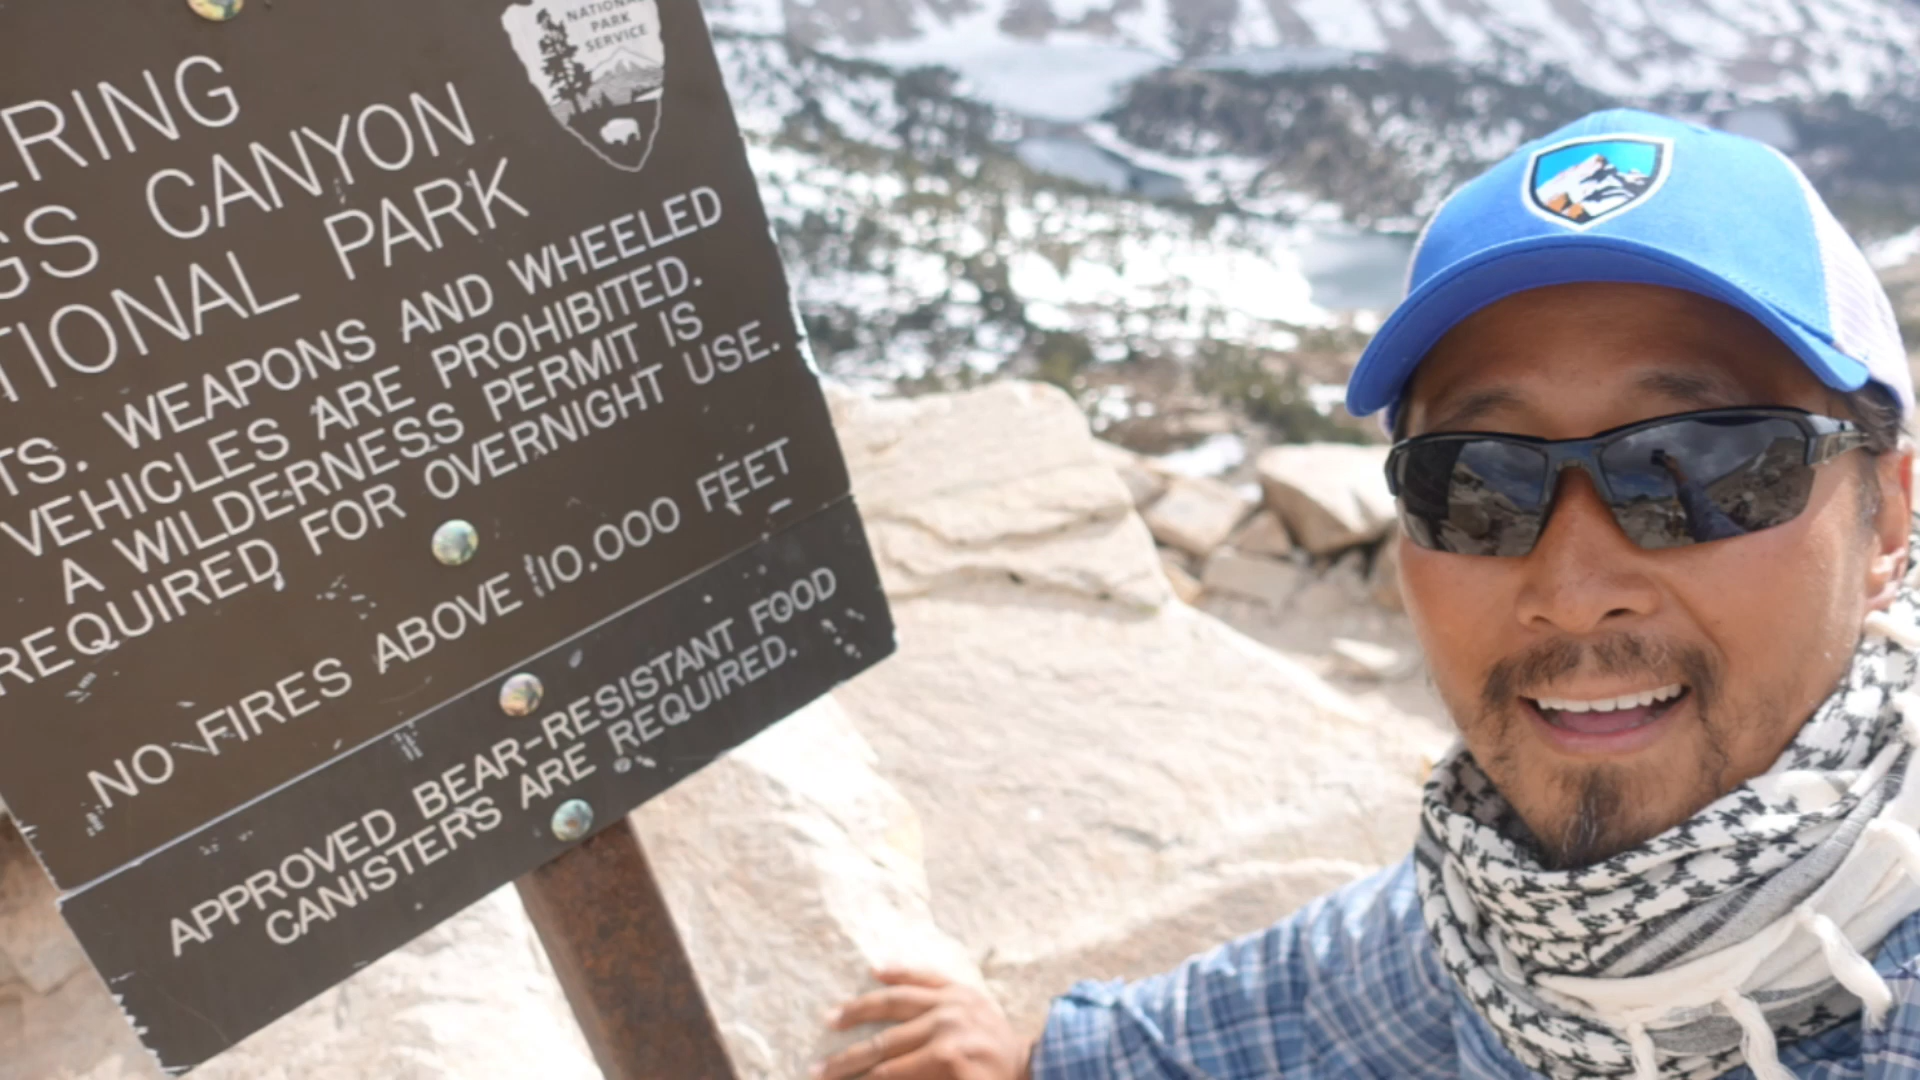 NATIONAL
PARK
SERVICE
RING
GS CANYON
TIONAL PARK
TS. WEAPONS AND WHEELED
VEHICLES ARE PROHIBITED.
A WILDERNESS PERMIT IS
REQUIRED FOR OVERNIGHT USE.
NO FIRES ABOVE 10,000 FEET
APPROVED BEAR-RESISTANT FOOD
CANISTERS ARE REQUIRED.